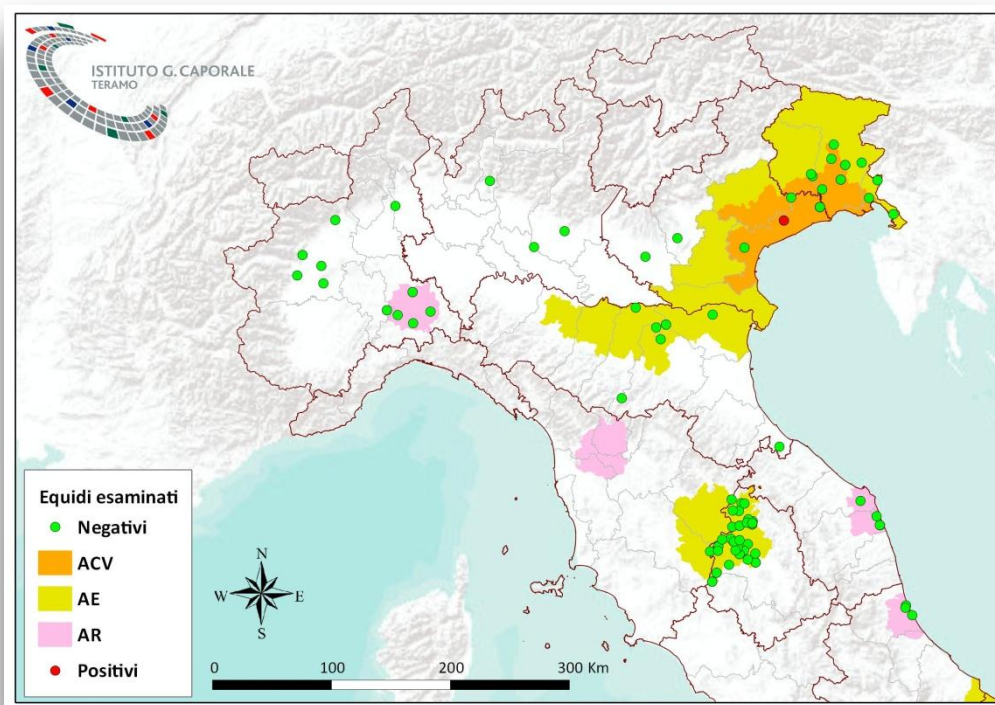 ISTITUTO G. CAPORALE
TERAMO
Equidi esaminati
Negativi
ACV
AE
AR
Positivi
N
W E
S
0 100 200 300 Km